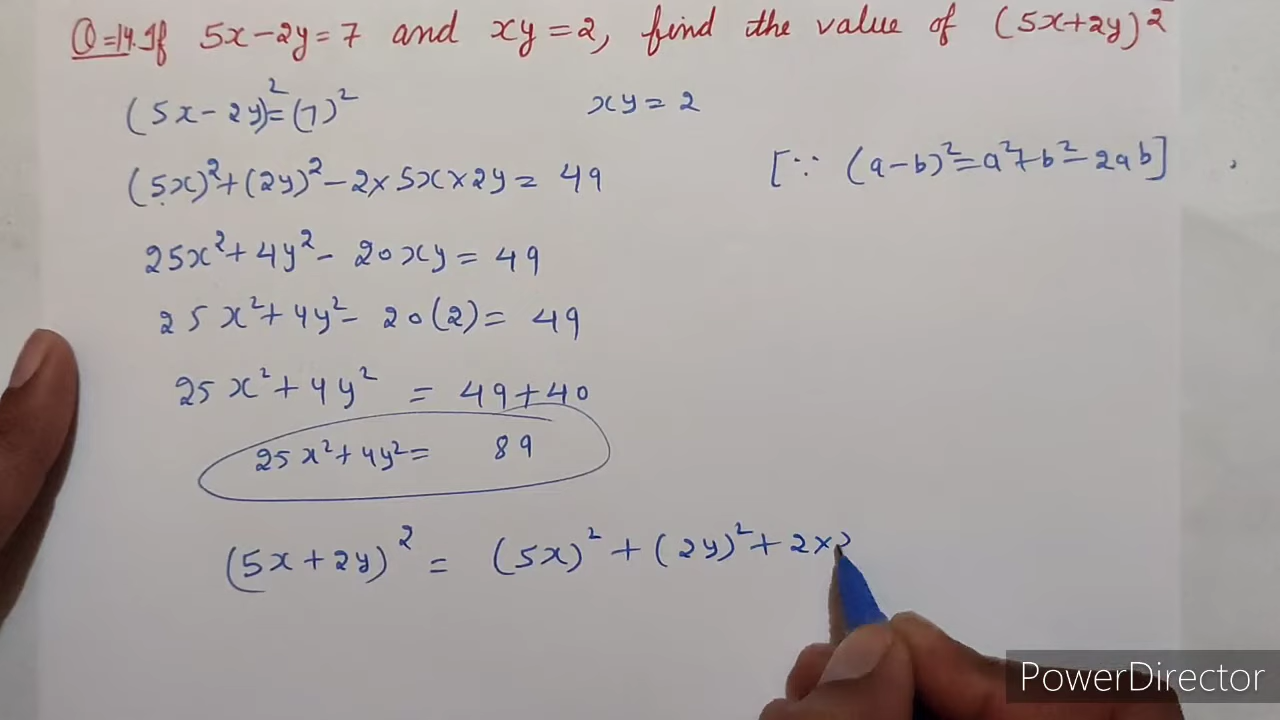 Q=14. If 5x-2y=7 and xy=2, find the value of (5x+2y)²
(5x-2y)²=(7)² xy=2
(5x)²+(2y)²-2×5x×2y=49 [∵ (a-b)²=a²+b²-2ab]
25x²+4y²-20xy=49
25x²+4y²-20(2)=49
25x²+4y² =49+40
25x²+4y²= 89
(5x+2y)² = (5x)²+(2y)²+2×
PowerDirector